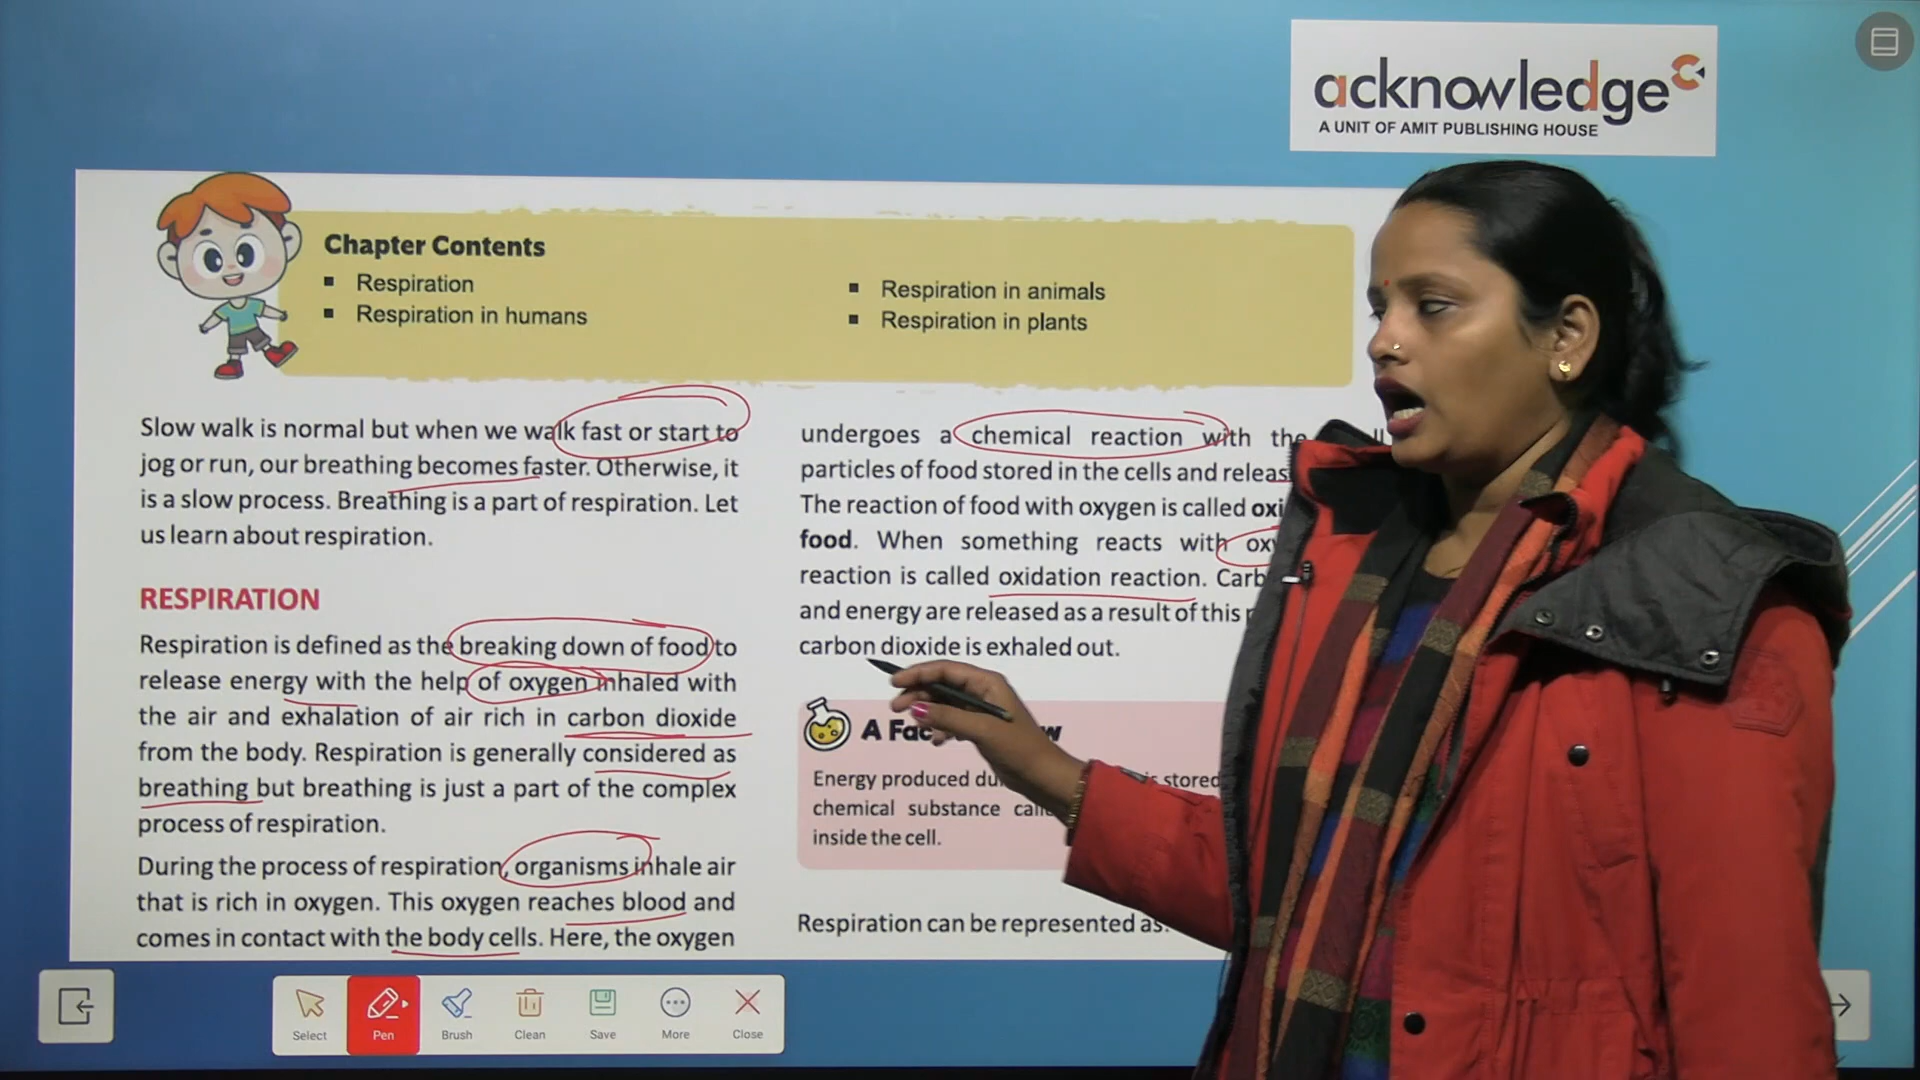 acknowledge
A UNIT OF AMIT PUBLISHING HOUSE
Chapter Contents
▪ Respiration
▪ Respiration in humans
▪ Respiration in animals
▪ Respiration in plants
Slow walk is normal but when we walk fast or start to
jog or run, our breathing becomes faster. Otherwise, it
is a slow process. Breathing is a part of respiration. Let
us learn about respiration.
RESPIRATION
Respiration is defined as the breaking down of food to
release energy with the help of oxygen inhaled with
the air and exhalation of air rich in carbon dioxide
from the body. Respiration is generally considered as
breathing but breathing is just a part of the complex
process of respiration.
During the process of respiration, organisms inhale air
that is rich in oxygen. This oxygen reaches blood and
comes in contact with the body cells. Here, the oxygen
undergoes a chemical reaction with the
particles of food stored in the cells and
The reaction of food with oxygen is called
food. When something reacts with
reaction is called oxidation reaction.
and energy are released as a result of this
carbon dioxide is exhaled out.
A
Energy produced stored
chemical substance
inside the cell.
Respiration can be represented as:
Select
Pen
Brush
Clean
Save
More
Close